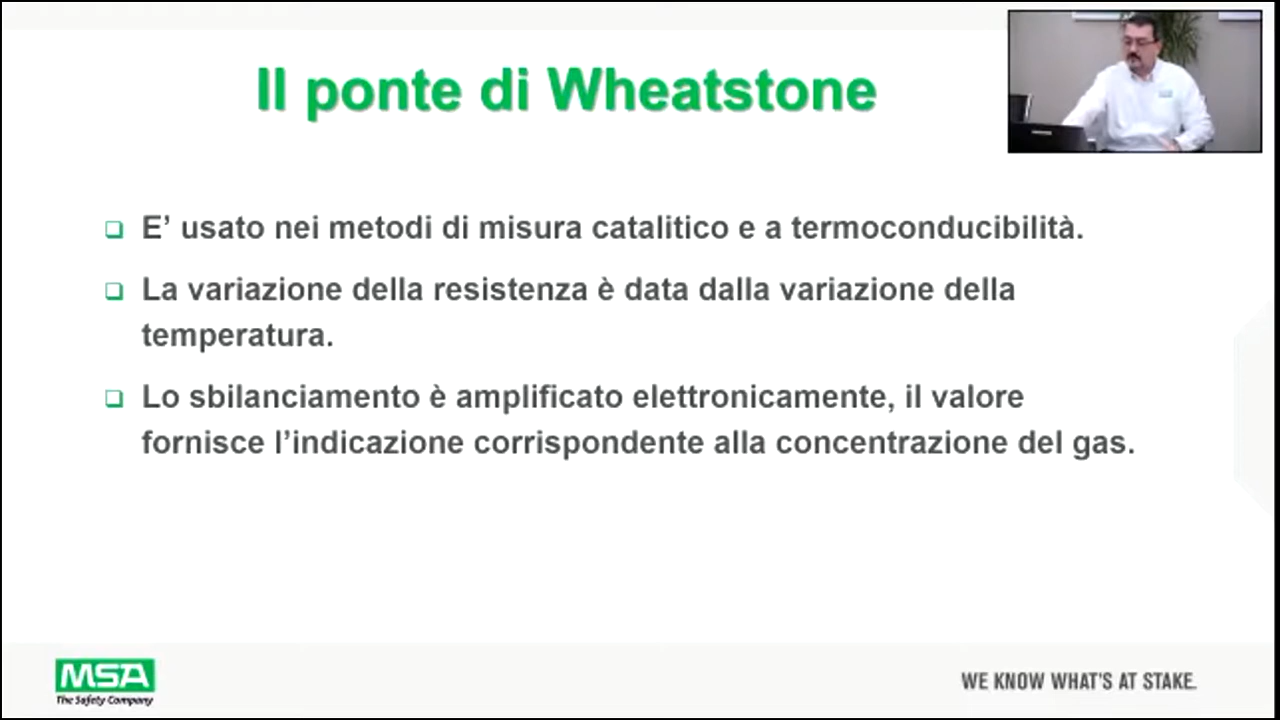 Il ponte di Wheatstone
E’ usato nei metodi di misura catalitico e a termoconducibilità.
La variazione della resistenza è data dalla variazione della
temperatura.
Lo sbilanciamento è amplificato elettronicamente, il valore
fornisce l’indicazione corrispondente alla concentrazione del gas.
MSA
The Safety Company
WE KNOW WHAT'S AT STAKE.